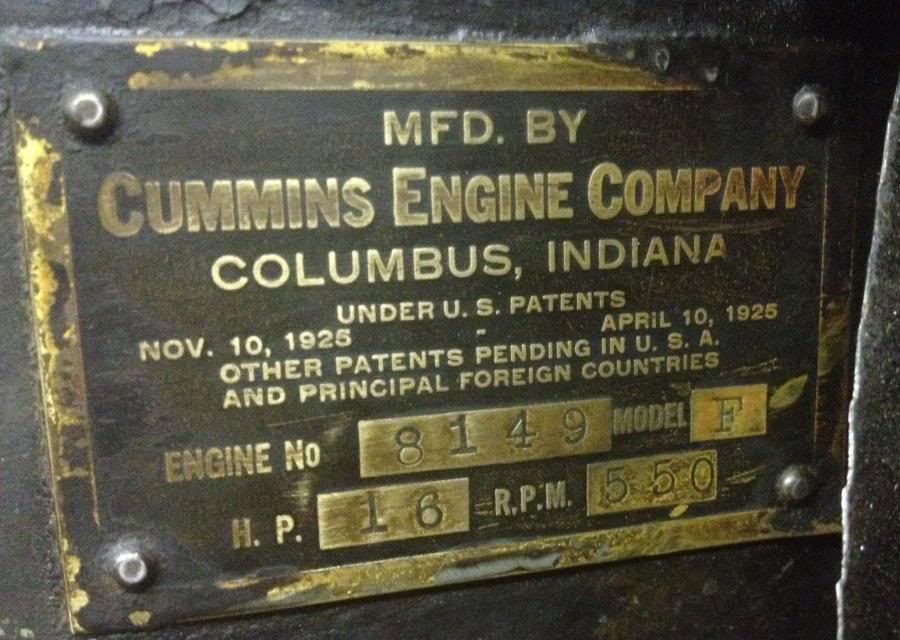 MFD. BY
CUMMINS ENGINE COMPANY
COLUMBUS, INDIANA
UNDER U. S. PATENTS
NOV. 10, 1925 - APRIL 10, 1925
OTHER PATENTS PENDING IN U. S. A.
AND PRINCIPAL FOREIGN COUNTRIES
ENGINE No 8149 MODEL F
H. P. 16 R.P.M. 550